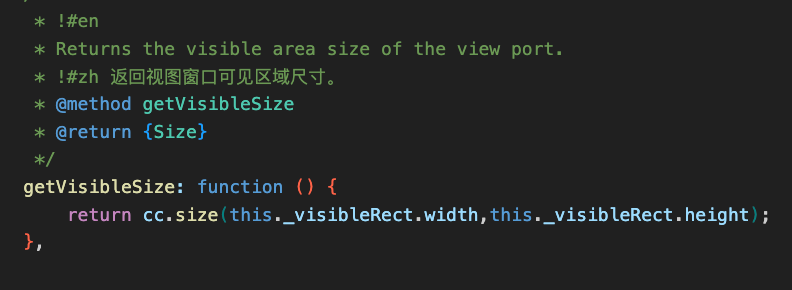 * !#en
* Returns the visible area size of the view port.
* !#zh 返回视图窗口可见区域尺寸。
* @method getVisibleSize
* @return {Size}
*/
getVisibleSize: function () {
return cc.size(this._visibleRect.width,this._visibleRect.height);
},